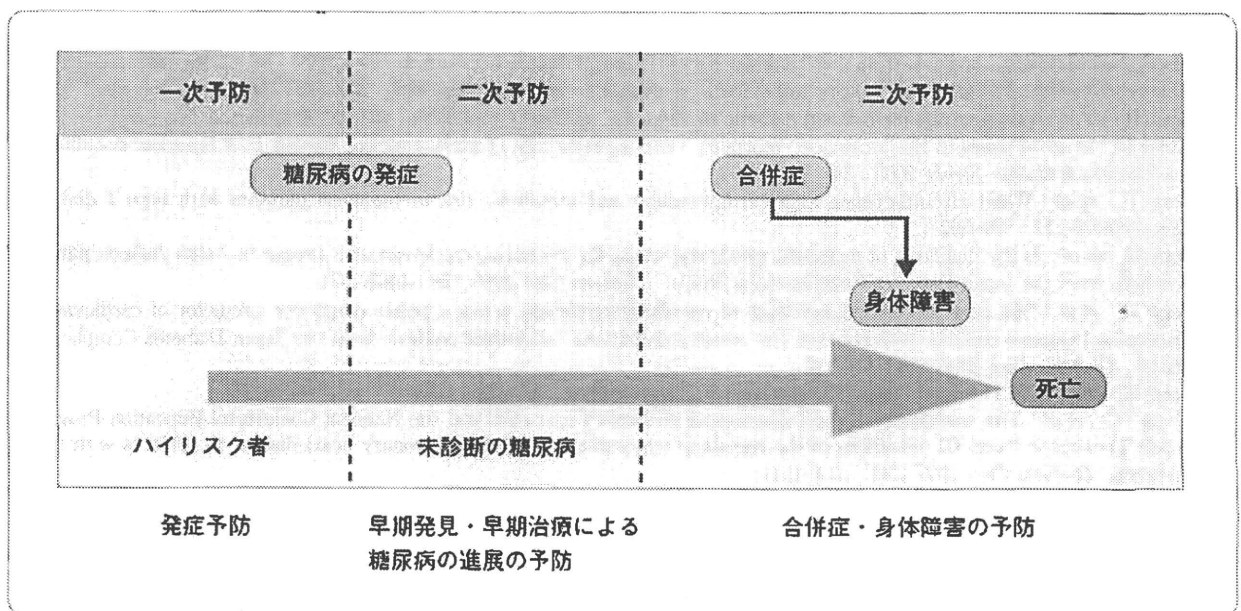 一次予防
二次予防
三次予防
糖尿病の発症
合併症
身体障害
*
死亡
ハイリスク者
未診断の糖尿病
発症予防
早期発見・早期治療による
糖尿病の進展の予防
合併症・身体障害の予防